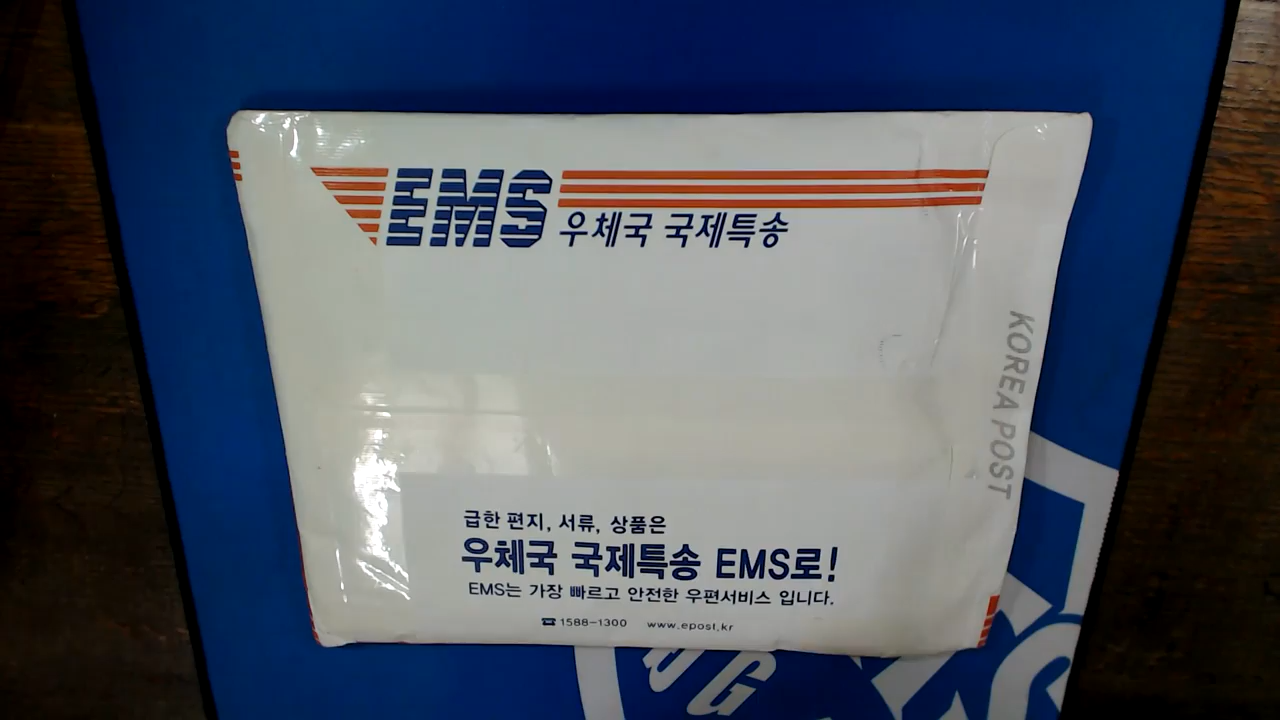 EMS
우체국 국제특송
KOREA POST
급한 편지, 서류, 상품은
우체국 국제특송 EMS로!
EMS는 가장 빠르고 안전한 우편서비스 입니다.
☎ 1588-1300 www.epost.kr